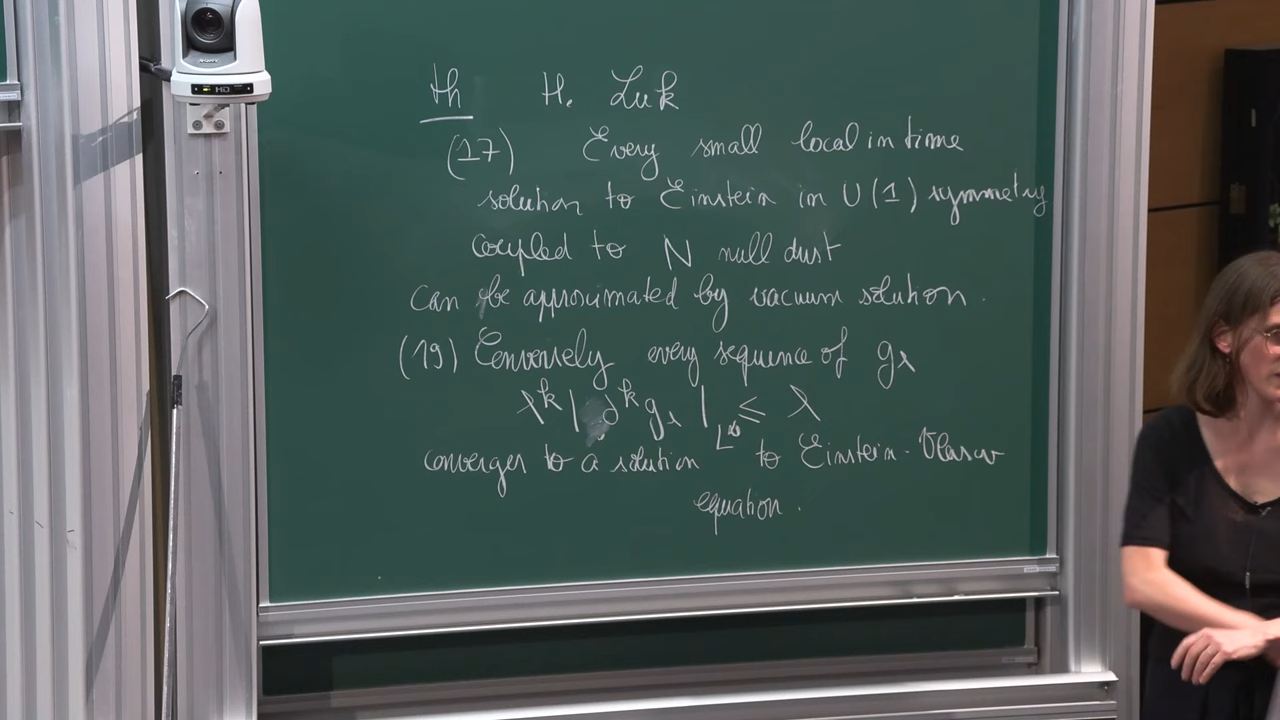 th H. Luk
(17) Every small local in time
solution to Einstein in U(1) symmetry
coupled to N null dust
can be approximated by vacuum solution.
(19) Conversely every sequence of g_λ
λ^k | ∂^k g_λ |_{L^∞} ≤ λ
converges to a solution to Einstein-Vlasov
equation.
SONY
HD